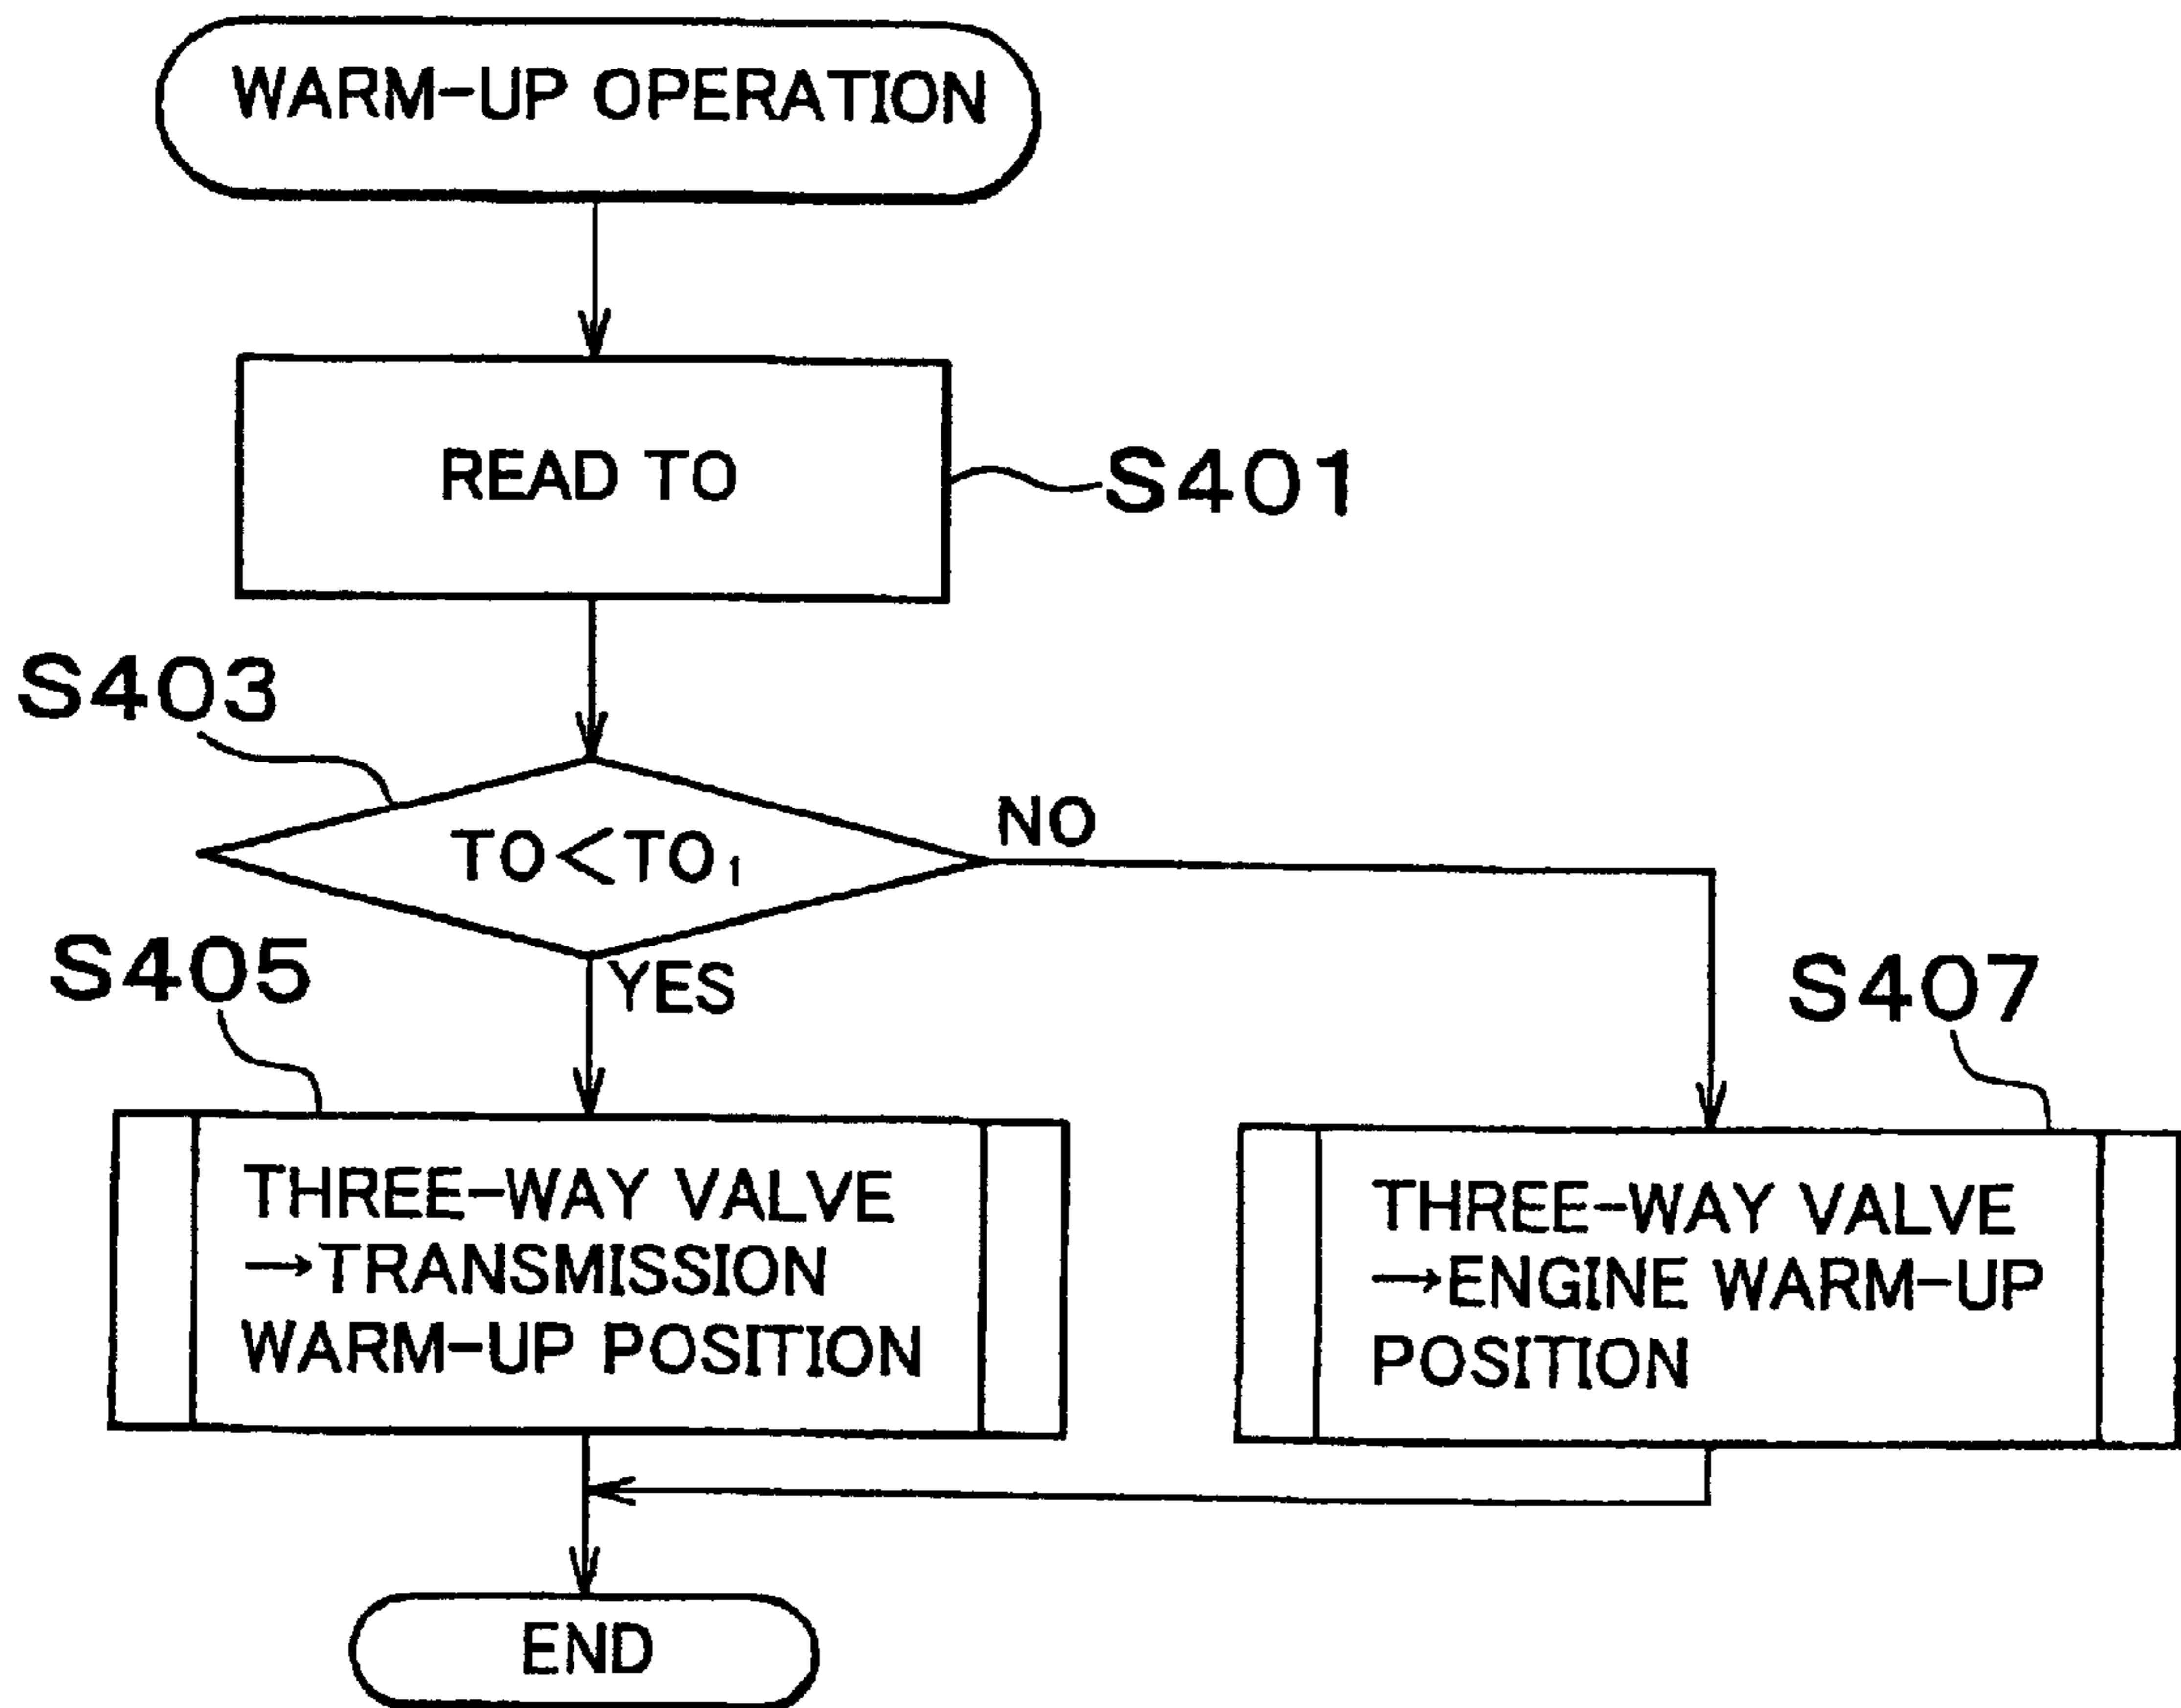 WARM-UP OPERATION
READ TO
S401
S403
TO<TO₁
NO
YES
S405
S407
THREE-WAY VALVE
→TRANSMISSION
WARM-UP POSITION
THREE-WAY VALVE
→ENGINE WARM-UP
POSITION
END